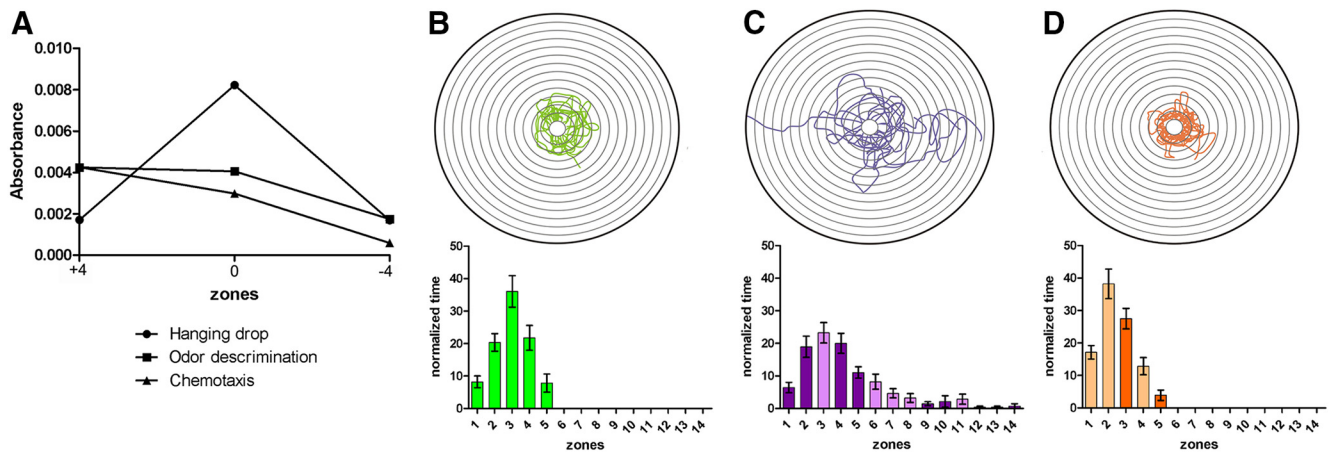 A
B
C
D
0.010
0.008
0.006
0.004
0.002
0.000
Absorbance
+4
0
-4
zones
Hanging drop
Odor descrimination
Chemotaxis
50
40
30
20
10
0
normalized time
1 2 3 4 5 6 7 8 9 10 11 12 13 14
zones
50
40
30
20
10
0
normalized time
1 2 3 4 5 6 7 8 9 10 11 12 13 14
zones
50
40
30
20
10
0
normalized time
1 2 3 4 5 6 7 8 9 10 11 12 13 14
zones